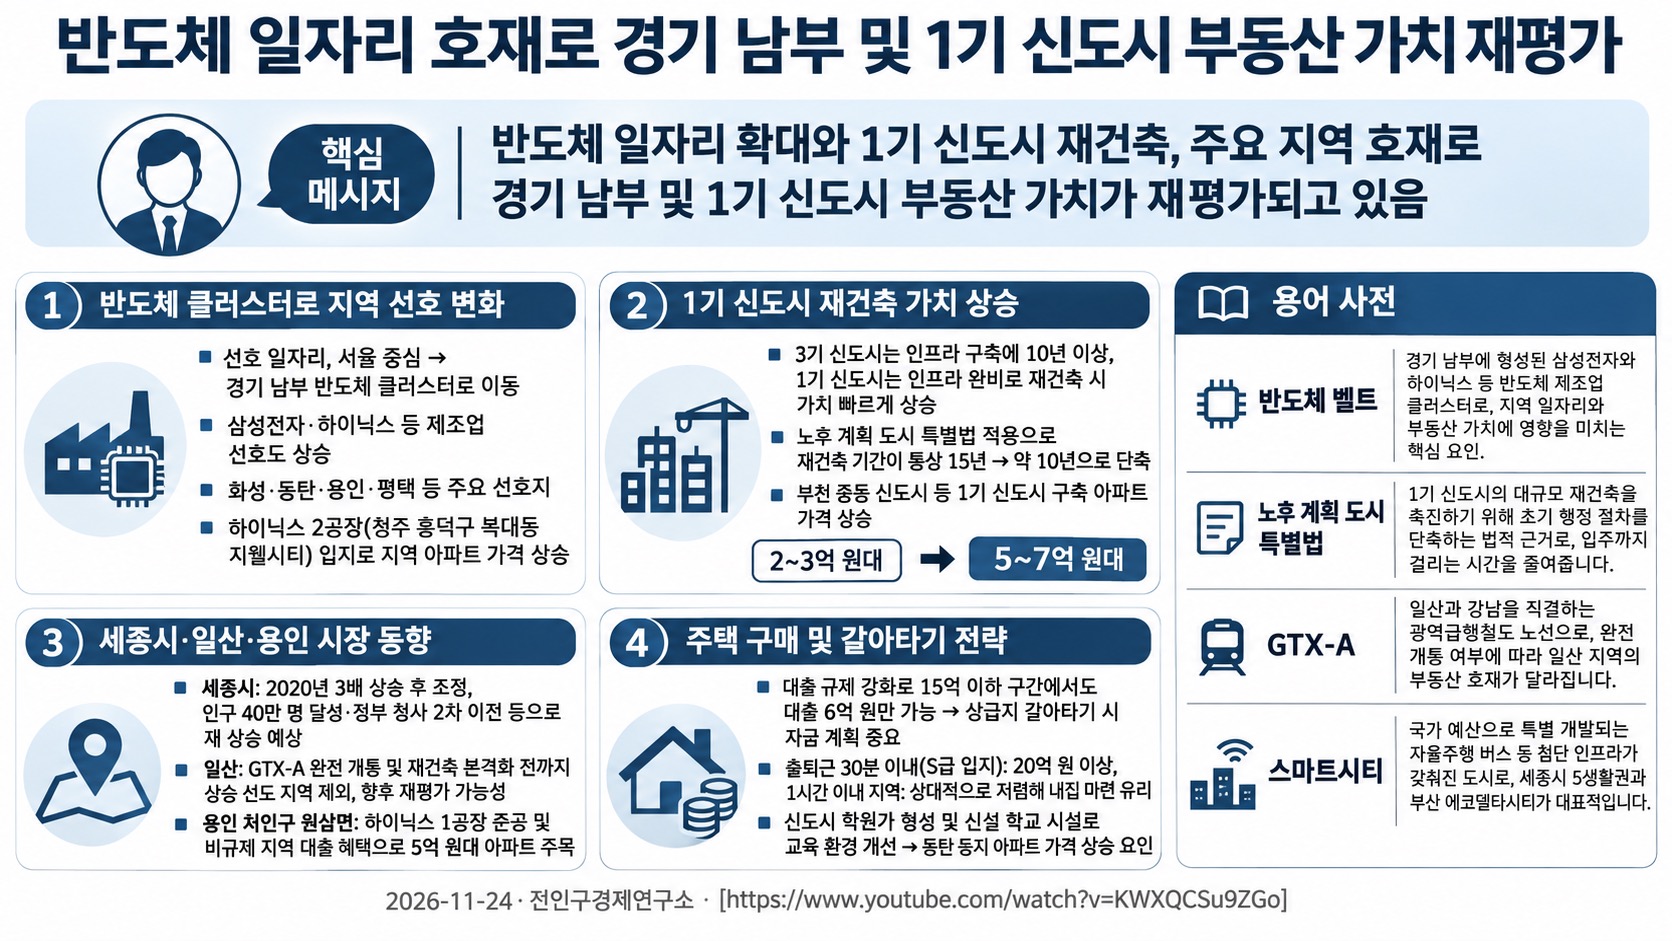 반도체 일자리 호재로 경기 남부 및 1기 신도시 부동산 가치 재평가
핵심
메시지
반도체 일자리 확대와 1기 신도시 재건축, 주요 지역 호재로
경기 남부 및 1기 신도시 부동산 가치가 재평가되고 있음
1 반도체 클러스터로 지역 선호 변화
선호 일자리, 서율 중심 →
경기 남부 반도체 클러스터로 이동
삼성전자·하이닉스 등 제조업
선호도 상승
화성·동탄·용인·평택 등 주요 선호지
하이닉스 2공장(청주 흥덕구 복대동
지웰시티) 입지로 지역 아파트 가격 상승
2 1기 신도시 재건축 가치 상승
3기 신도시는 인프라 구축에 10년 이상,
1기 신도시는 인프라 완비로 재건축 시
가치 빠르게 상승
노후 계획 도시 특별법 적용으로
재건축 기간이 통상 15년 → 약 10년으로 단축
부천 중동 신도시 등 1기 신도시 구축 아파트
가격 상승
2~3억 원대 → 5~7억 원대
3 세종시·일산·용인 시장 동향
세종시: 2020년 3배 상승 후 조정,
인구 40만 명 달성·정부 청사 2차 이전 등으로
재 상승 예상
일산: GTX-A 완전 개통 및 재건축 본격화 전까지
상승 선도 지역 제외, 향후 재평가 가능성
용인 처인구 원삼면: 하이닉스 1공장 준공 및
비규제 지역 대출 혜택으로 5억 원대 아파트 주목
4 주택 구매 및 갈아타기 전략
대출 규제 강화로 15억 이하 구간에서도
대출 6억 원만 가능 → 상급지 갈아타기 시
자금 계획 중요
출퇴근 30분 이내(S급 입지): 20억 원 이상,
1시간 이내 지역: 상대적으로 저렴해 내집 마련 유리
신도시 학원가 형성 및 신설 학교 시설로
교육 환경 개선 → 동탄 등지 아파트 가격 상승 요인
용어 사전
반도체 벨트
경기 남부에 형성된 삼성전자와
하이닉스 등 반도체 제조업
클러스터로, 지역 일자리와
부동산 가치에 영향을 미치는
핵심 요인.
노후 계획 도시
특별법
1기 신도시의 대규모 재건축을
촉진하기 위해 초기 행정 절차를
단축하는 법적 근거로, 입주까지
걸리는 시간을 줄여줍니다.
GTX-A
일산과 강남을 직결하는
광역급행철도 노선으로, 완전
개통 여부에 따라 일산 지역의
부동산 호재가 달라집니다.
스마트시티
국가 예산으로 특별 개발되는
자율주행 버스 동 첨단 인프라가
갖춰진 도시로, 세종시 5생활권과
부산 에코델타시티가 대표적입니다.
2026-11-24 · 전인구경제연구소 · [https://www.youtube.com/watch?v=KWXQCSu9ZGo]